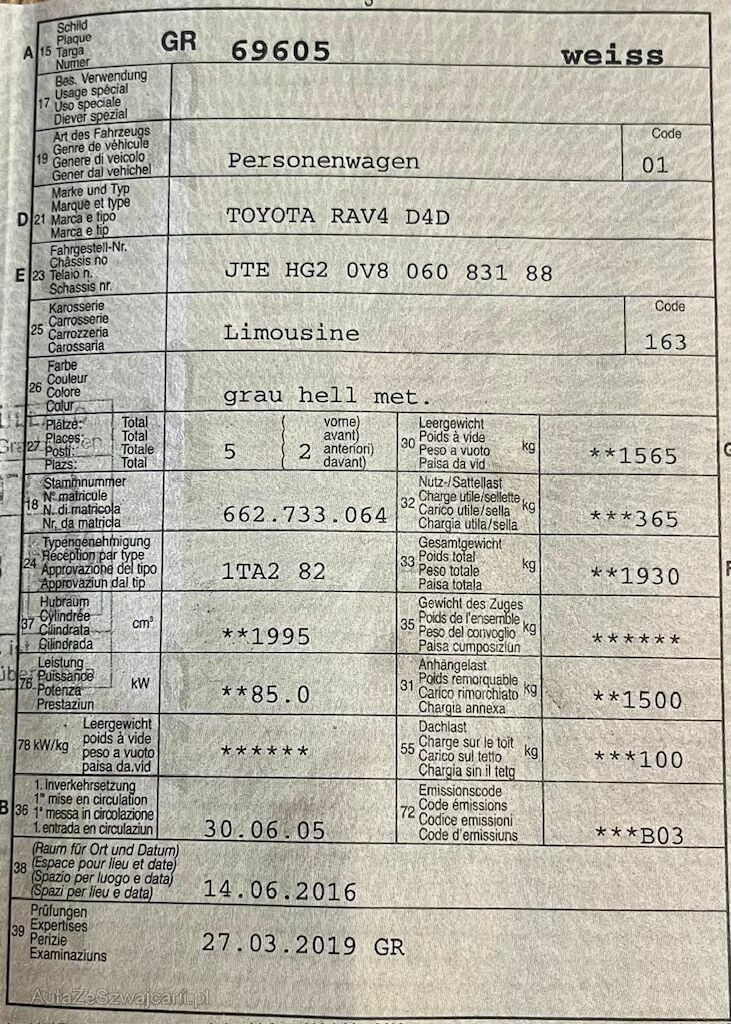 A 15 Schild
Plaque
Targa
Numer
GR 69605 weiss
17 Bes. Verwendung
Usage spécial
Uso speciale
Diever spezial
19 Art des Fahrzeugs
Genre de véhicule
Genere di veicolo
Gener dal vehichel
Personenwagen
Code
01
D 21 Marke und Typ
Marque et type
Marca e tipo
Marca e tip
TOYOTA RAV4 D4D
E 23 Fahrgestell-Nr.
Châssis no
Telaio n.
Schassis nr.
JTE HG2 0V8 060 831 88
25 Karosserie
Carrosserie
Carrozzeria
Carossaria
Limousine
Code
163
26 Farbe
Couleur
Colore
Colur
grau hell met.
27 Plätze: Total
Places: Total
Posti: Totale
Plazs: Total
5 ( 2 vorne)
avant)
anteriori)
davant)
30 Leergewicht
Poids à vide
Peso a vuoto
Paisa da vid
kg
**1565
18 Stammnummer
N° matricule
N. di matricola
Nr. da matricla
662.733.064
32 Nutz-/Sattellast
Charge utile/sellette
Carico utile/sella
Chargia utila/sella
kg
***365
24 Typengenehmigung
Réception par type
Approvazione del tipo
Approvaziun dal tip
1TA2 82
33 Gesamtgewicht
Poids total
Peso totale
Paisa totala
kg
**1930
37 Hubraum
Cylindrée
Cilindrata
Cilindrada
cm³
**1995
35 Gewicht des Zuges
Poids de l'ensemble
Peso del convoglio
Paisa cumposiziun
kg
******
76 Leistung
Puissance
Potenza
Prestaziun
kW
**85.0
31 Anhängelast
Poids remorquable
Carico rimorchiato
Chargia annexa
kg
**1500
78 kW/kg
Leergewicht
poids à vide
peso a vuoto
paisa da.vid
******
55 Dachlast
Charge sur le toit
Carico sul tetto
Chargia sin il tetg
kg
***100
B 36 1. Inverkehrsetzung
1re mise en circulation
1a messa in circolazione
1. entrada en circulaziun
30.06.05
72 Emissionscode
Code émissions
Codice emissioni
Code d'emissiuns
***B03
38 (Raum für Ort und Datum)
(Espace pour lieu et date)
(Spazio per luogo e data)
(Spazi per lieu e data)
14.06.2016
39 Prüfungen
Expertises
Perizie
Examinaziuns
27.03.2019 GR
AutaZeSzwajcarii.pl